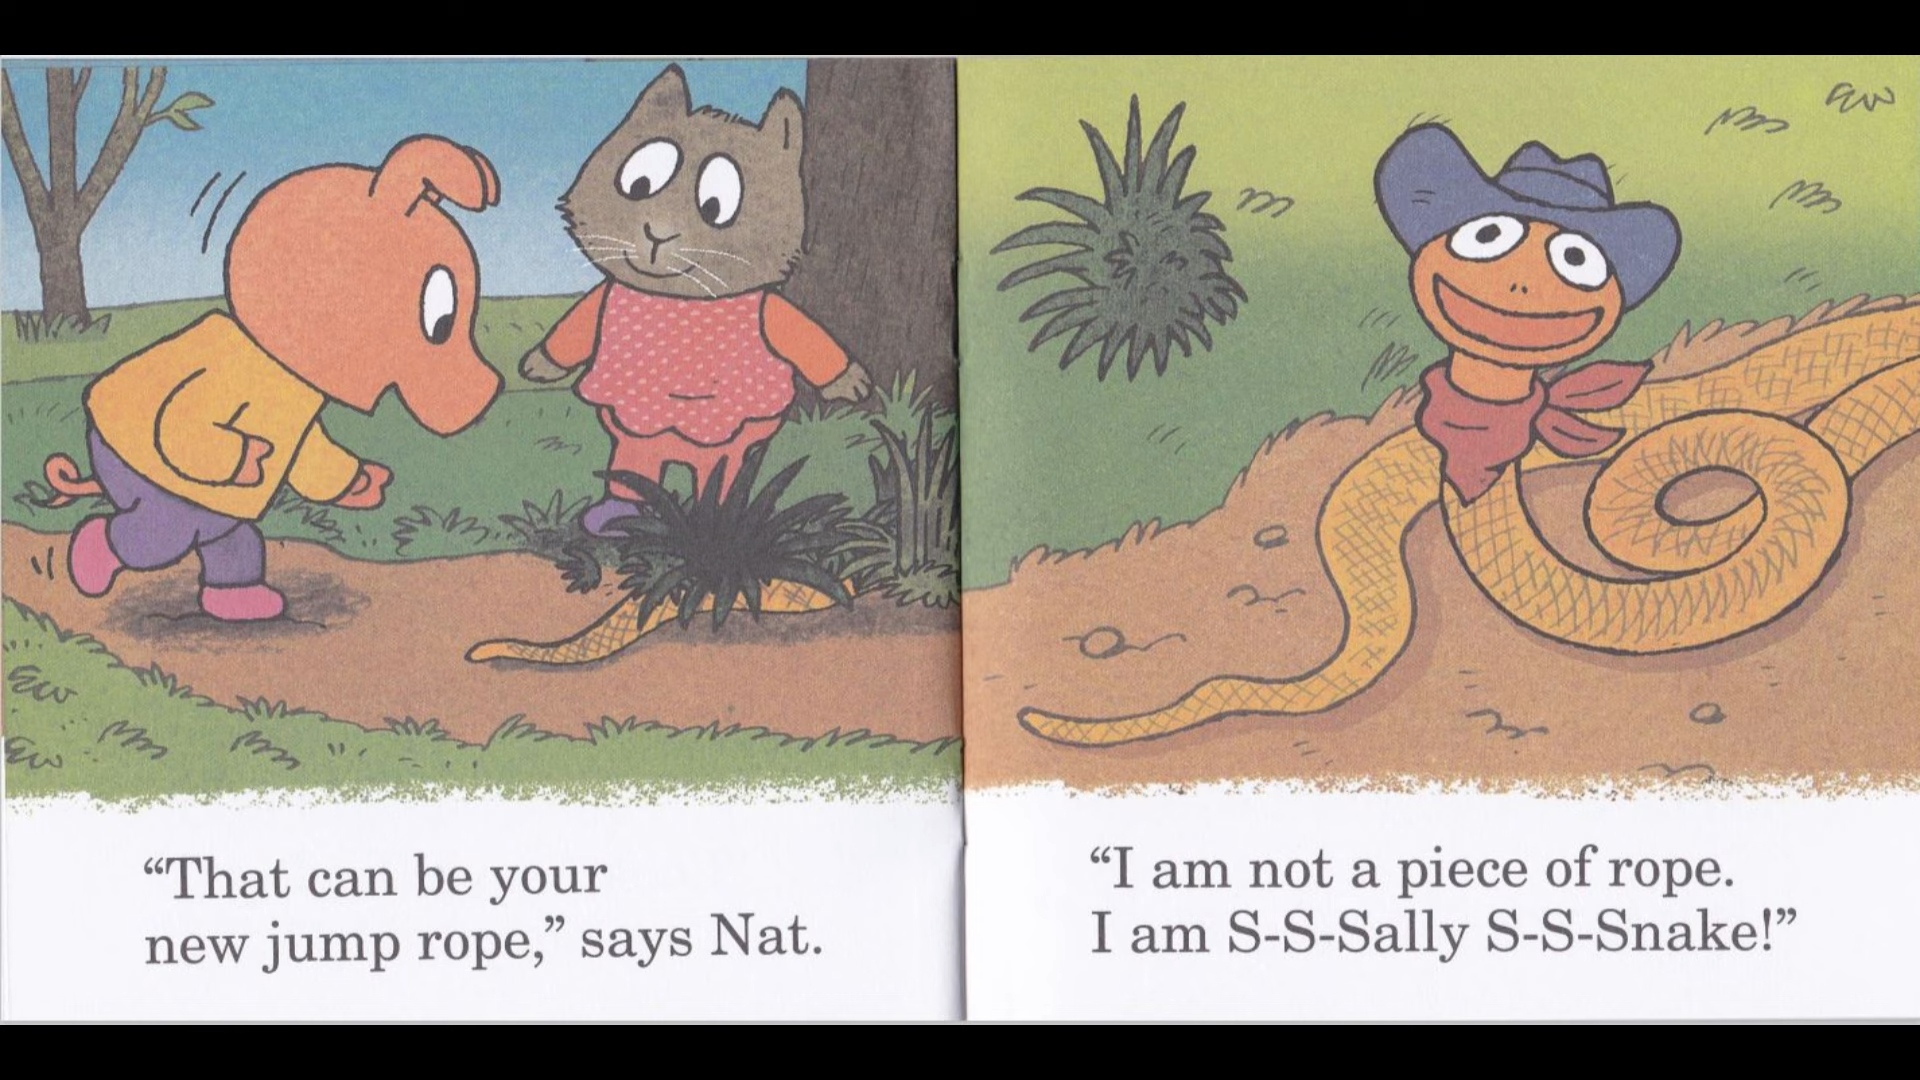 “That can be your
new jump rope,” says Nat.
“I am not a piece of rope.
I am S-S-Sally S-S-Snake!”